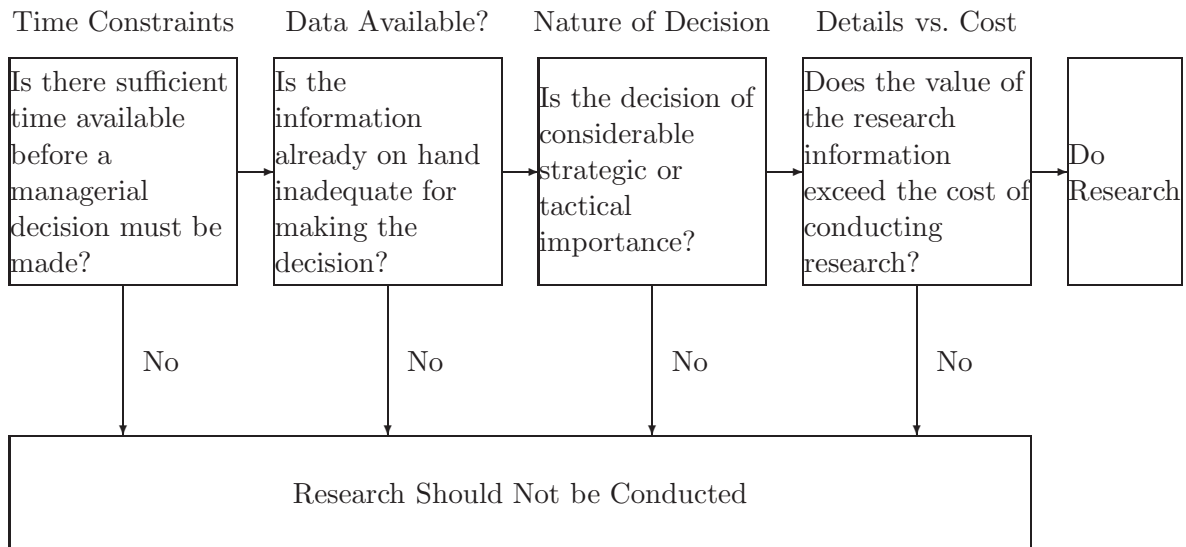 Time Constraints
Data Available?
Nature of Decision
Details vs. Cost
Is there sufficient
time available
before a
managerial
decision must be
made?
Is the
information
already on hand
inadequate for
making the
decision?
Is the decision of
considerable
strategic or
tactical
importance?
Does the value of
the research
information
exceed the cost of
conducting
research?
Do
Research
No
No
No
No
Research Should Not be Conducted